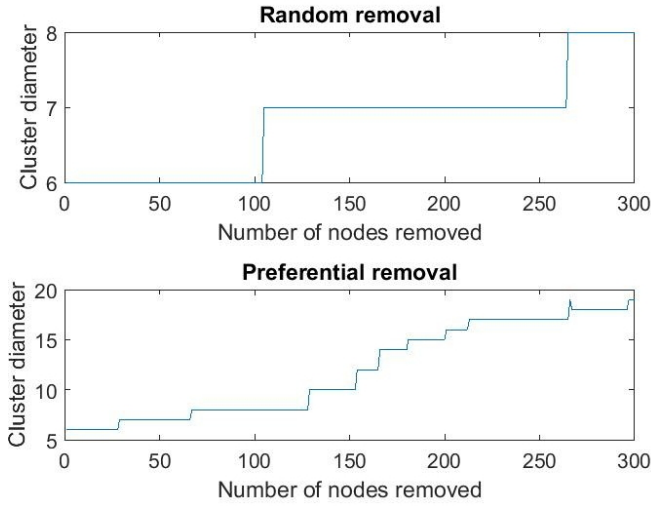 Random removal
8
7
6
Cluster diameter
0 50 100 150 200 250 300
Number of nodes removed
Preferential removal
20
15
10
5
Cluster diameter
0 50 100 150 200 250 300
Number of nodes removed